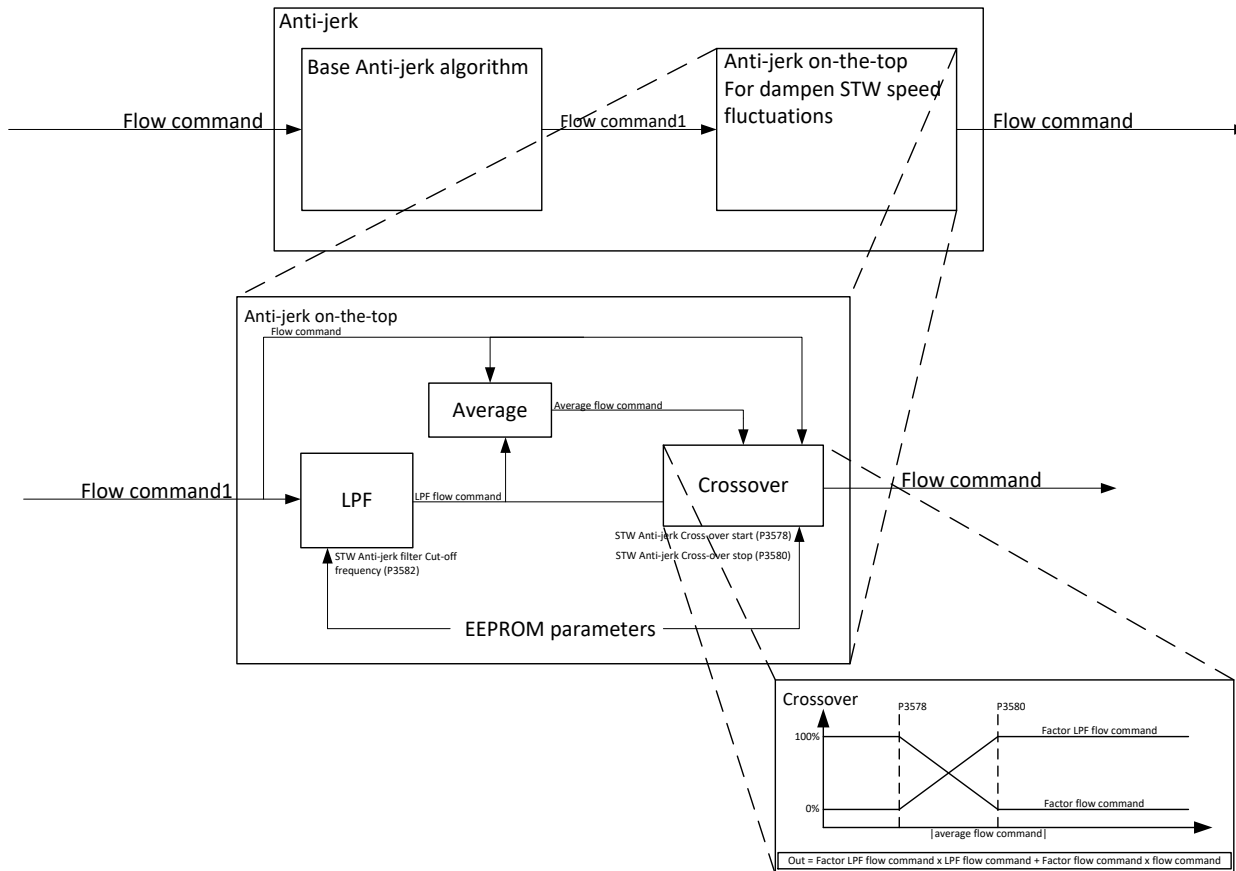 Anti-jerk
Base Anti-jerk algorithm
Anti-jerk on-the-top
For dampen STW speed
fluctuations
Flow command
Flow command1
Flow command
Anti-jerk on-the-top
Flow command
Average
Average flow command
Flow command1
LPF
LPF flow command
Crossover
Flow command
STW Anti-jerk filter Cut-off
frequency (P3582)
STW Anti-jerk Cross-over start (P3578)
STW Anti-jerk Cross-over stop (P3580)
EEPROM parameters
Crossover
P3578
P3580
100%
Factor LPF flov command
0%
Factor flow command
|average flow command|
Out = Factor LPF flow command x LPF flow command + Factor flow command x flow command